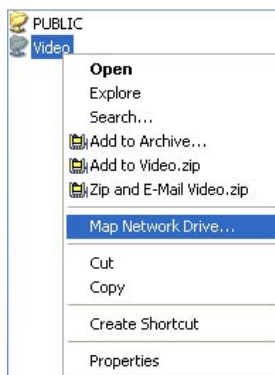 PUBLIC
Video
Open
Explore
Search...
Add to Archive...
Add to Video.zip
Zip and E-Mail Video.zip
Map Network Drive...
Cut
Copy
Create Shortcut
Properties